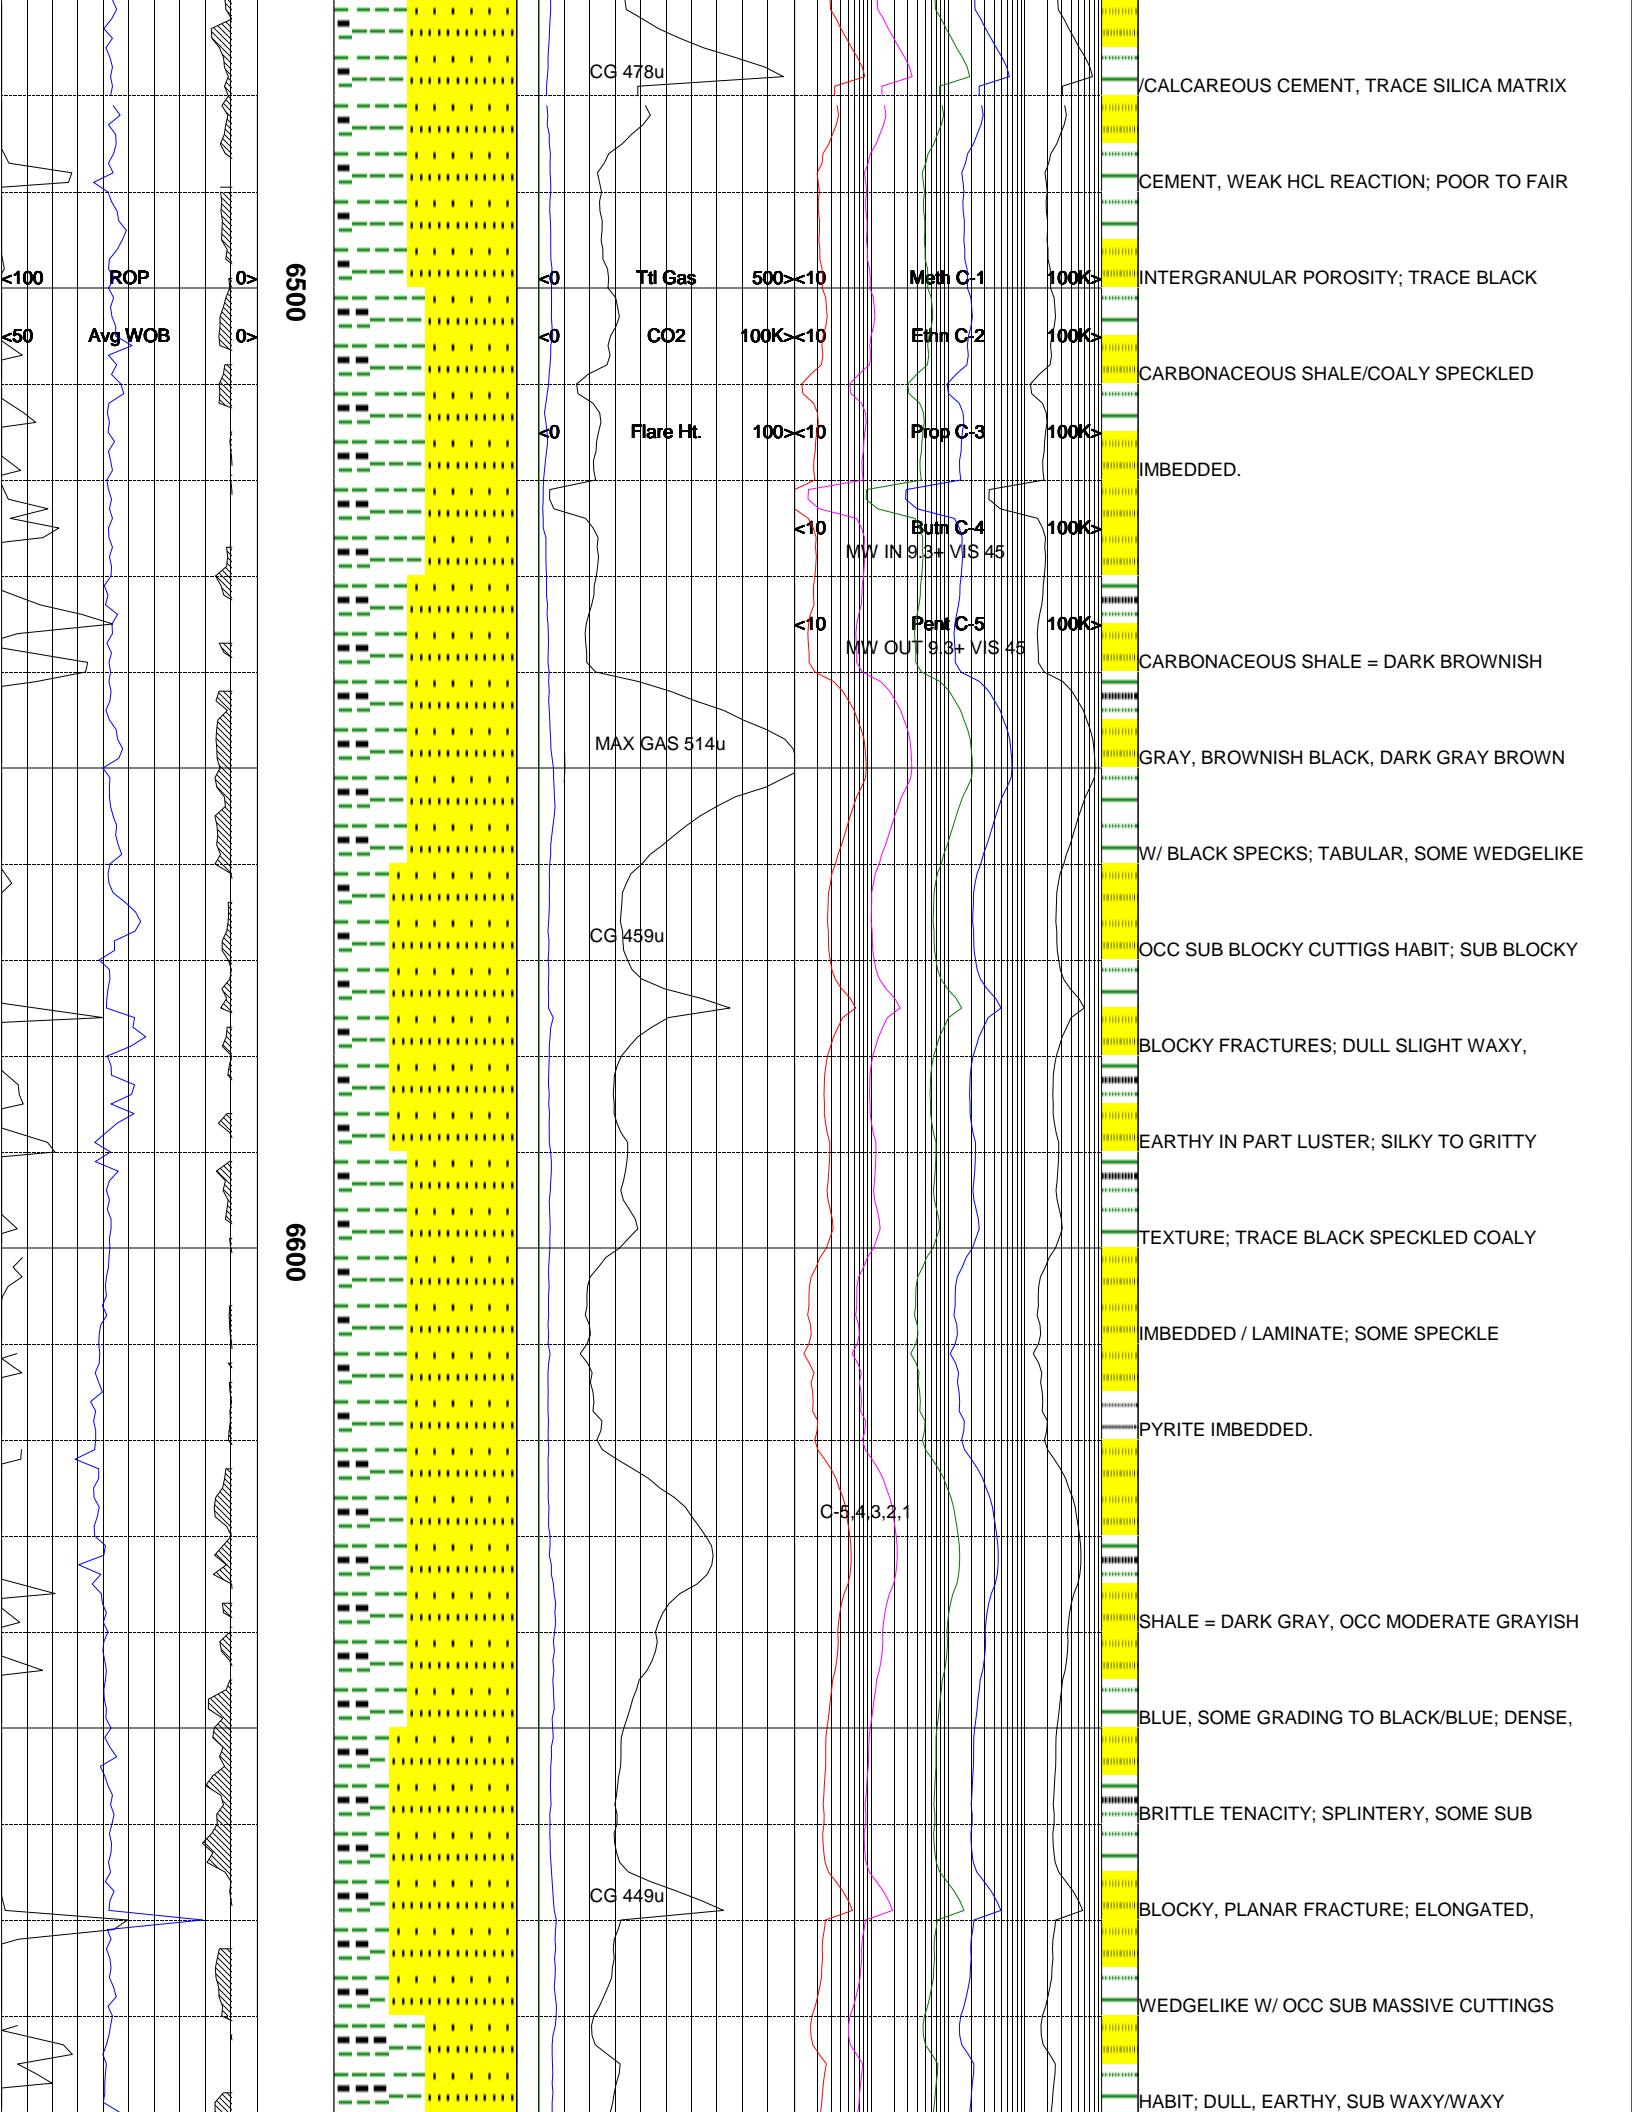 CG 478u
/CALCAREOUS CEMENT, TRACE SILICA MATRIX
CEMENT, WEAK HCL REACTION; POOR TO FAIR
<100 ROP 0> 6500 <0 Ttl Gas 500><10 Meth C-1 100K> INTERGRANULAR POROSITY; TRACE BLACK
<50 Avg WOB 0> <0 CO2 100K><10 Ethn C-2 100K>
CARBONACEOUS SHALE/COALY SPECKLED
<0 Flare Ht. 100><10 Prop C-3 100K>
IMBEDDED.
<10 Butn C-4 100K>
MW IN 9.3+ VIS 45
<10 Pent C-5 100K>
MW OUT 9.3+ VIS 45
CARBONACEOUS SHALE = DARK BROWNISH
MAX GAS 514u
GRAY, BROWNISH BLACK, DARK GRAY BROWN
W/ BLACK SPECKS; TABULAR, SOME WEDGELIKE
CG 459u
OCC SUB BLOCKY CUTTIGS HABIT; SUB BLOCKY
BLOCKY FRACTURES; DULL SLIGHT WAXY,
EARTHY IN PART LUSTER; SILKY TO GRITTY
TEXTURE; TRACE BLACK SPECKLED COALY
6600
IMBEDDED / LAMINATE; SOME SPECKLE
PYRITE IMBEDDED.
C-5,4,3,2,1
SHALE = DARK GRAY, OCC MODERATE GRAYISH
BLUE, SOME GRADING TO BLACK/BLUE; DENSE,
BRITTLE TENACITY; SPLINTERY, SOME SUB
CG 449u
BLOCKY, PLANAR FRACTURE; ELONGATED,
WEDGELIKE W/ OCC SUB MASSIVE CUTTINGS
HABIT; DULL, EARTHY, SUB WAXY/WAXY